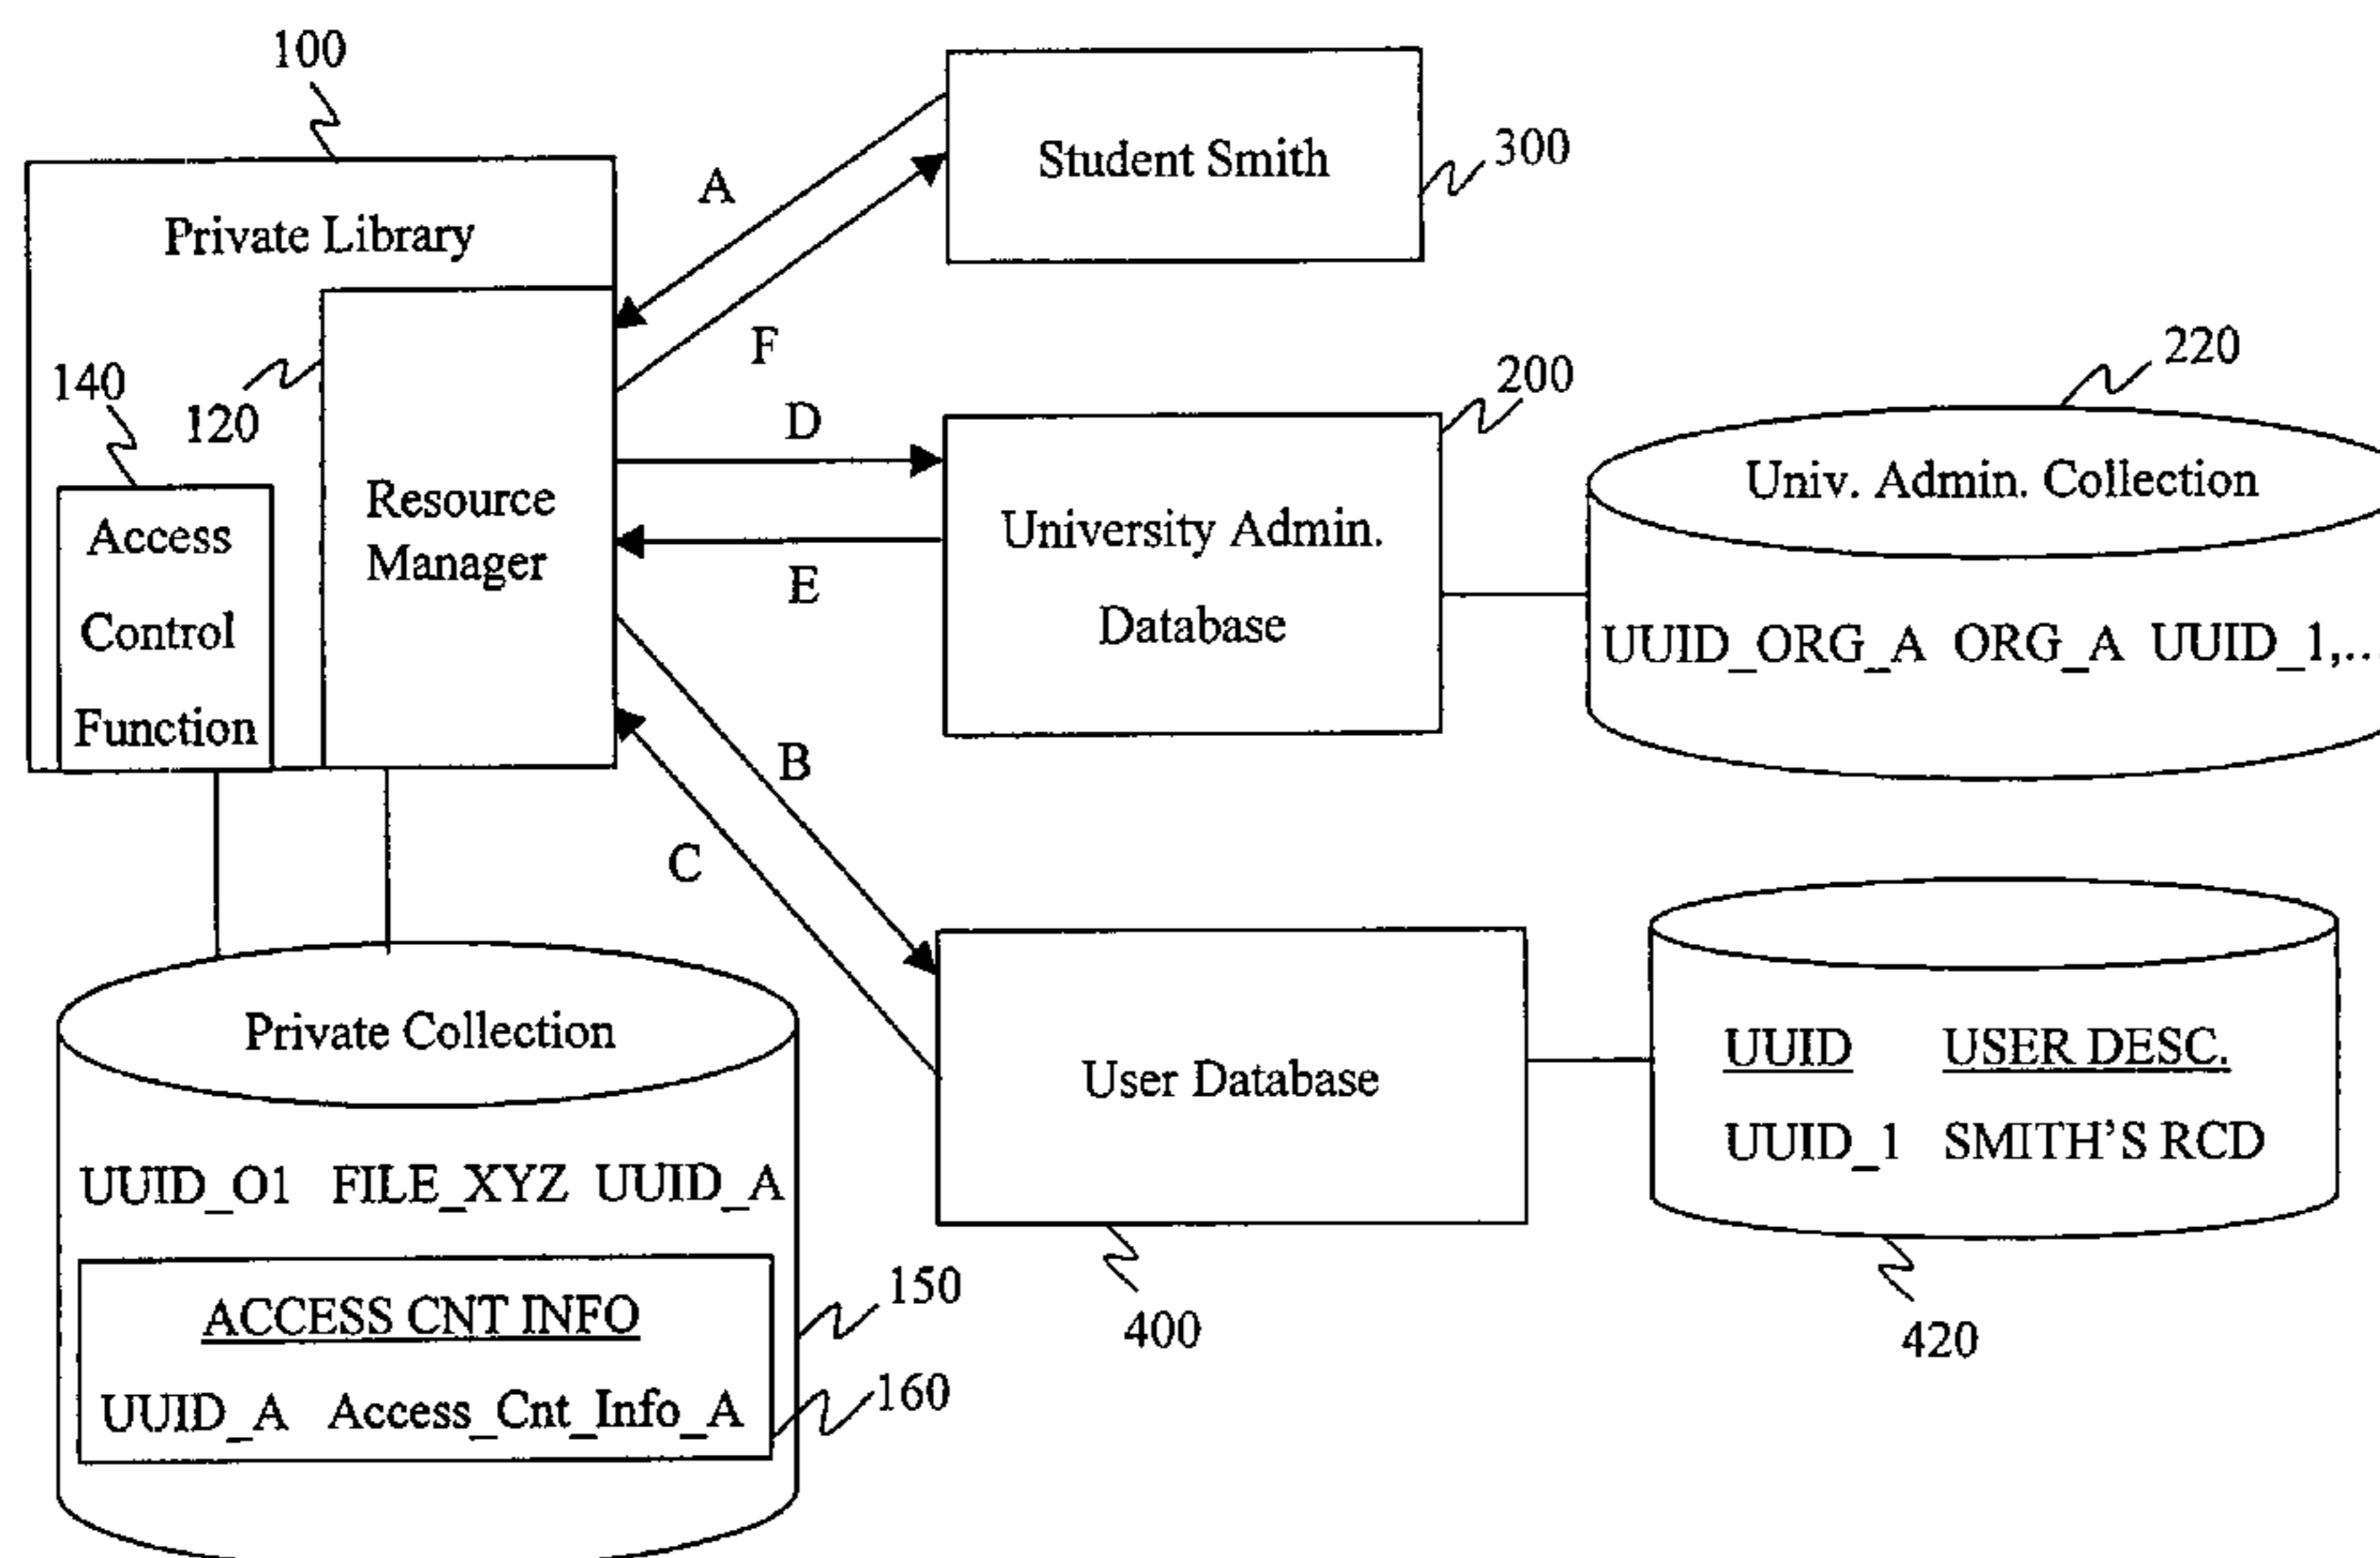 100
Private Library
120
Resource
Manager
140
Access
Control
Function
A
F
D
E
B
C
Student Smith
300
University Admin.
Database
200
220
Univ. Admin. Collection
UUID_ORG_A ORG_A UUID_1,...
Private Collection
UUID_O1 FILE_XYZ UUID_A
ACCESS CNT INFO
UUID_A Access_Cnt_Info_A
150
160
User Database
400
UUID USER DESC.
UUID_1 SMITH'S RCD
420